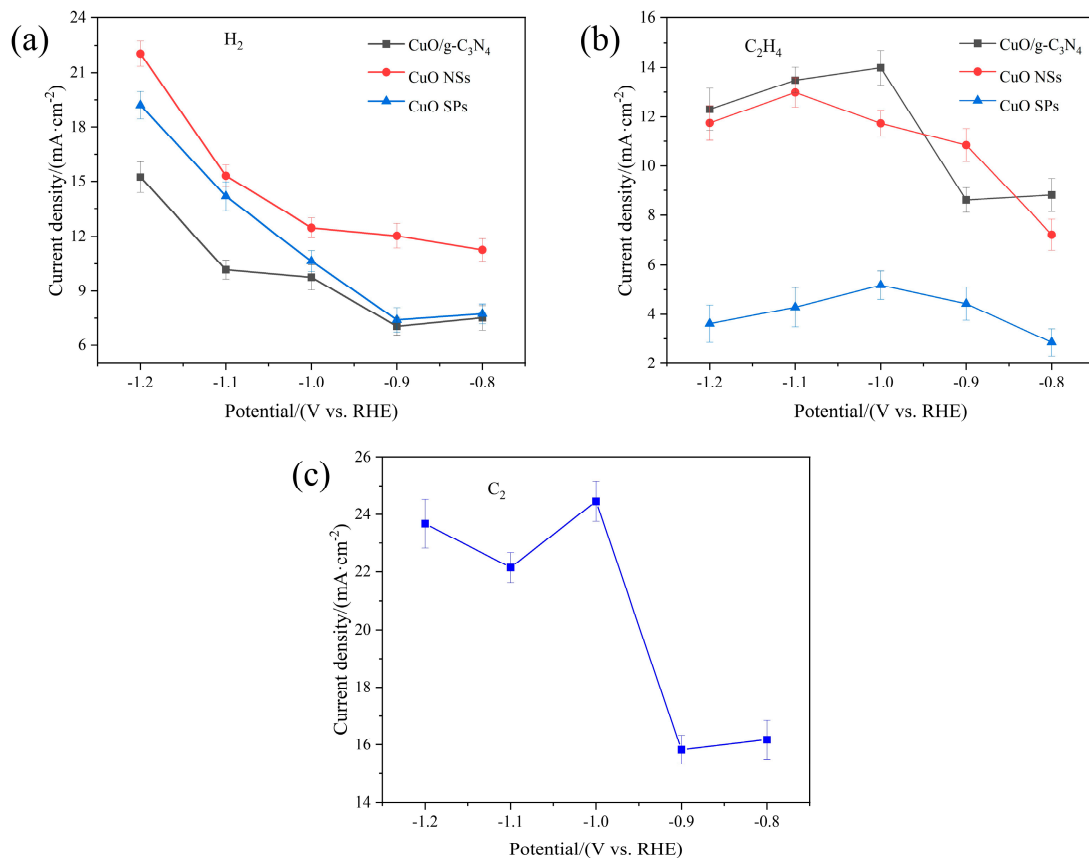 (a)
H₂
CuO/g-C₃N₄
CuO NSs
CuO SPs
24
21
18
15
12
9
6
Current density/(mA·cm⁻²)
-1.2 -1.1 -1.0 -0.9 -0.8
Potential/(V vs. RHE)
(b)
C₂H₄
CuO/g-C₃N₄
CuO NSs
CuO SPs
16
14
12
10
8
6
4
2
Current density/(mA·cm⁻²)
-1.2 -1.1 -1.0 -0.9 -0.8
Potential/(V vs. RHE)
(c)
C₂
26
24
22
20
18
16
14
Current density/(mA·cm⁻²)
-1.2 -1.1 -1.0 -0.9 -0.8
Potential/(V vs. RHE)